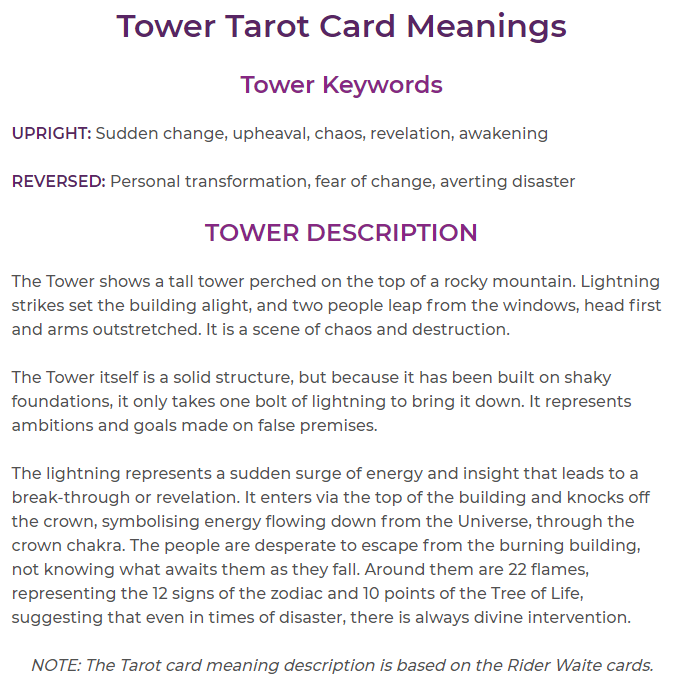 Tower Tarot Card Meanings
Tower Keywords
UPRIGHT: Sudden change, upheaval, chaos, revelation, awakening
REVERSED: Personal transformation, fear of change, averting disaster
TOWER DESCRIPTION
The Tower shows a tall tower perched on the top of a rocky mountain. Lightning
strikes set the building alight, and two people leap from the windows, head first
and arms outstretched. It is a scene of chaos and destruction.
The Tower itself is a solid structure, but because it has been built on shaky
foundations, it only takes one bolt of lightning to bring it down. It represents
ambitions and goals made on false premises.
The lightning represents a sudden surge of energy and insight that leads to a
break-through or revelation. It enters via the top of the building and knocks off
the crown, symbolising energy flowing down from the Universe, through the
crown chakra. The people are desperate to escape from the burning building,
not knowing what awaits them as they fall. Around them are 22 flames,
representing the 12 signs of the zodiac and 10 points of the Tree of Life,
suggesting that even in times of disaster, there is always divine intervention.
NOTE: The Tarot card meaning description is based on the Rider Waite cards.